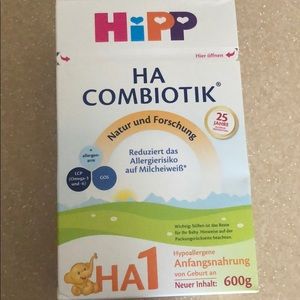 HiPP
Hier öffnen
HA
COMBIOTIK®
Natur und Forschung
25
JAHRE
allergen-
arm
Reduziert das
Allergierisiko
auf Milcheiweiß*
LCP
(Omega-3
und -6)
GOS
Wichtig: Stillen ist das Beste
für Ihr Baby. Hinweise auf der
Packungsrückseite beachten.
HA1
Hypoallergene
Anfangsnahrung
von Geburt an
Neuer Inhalt: 600g